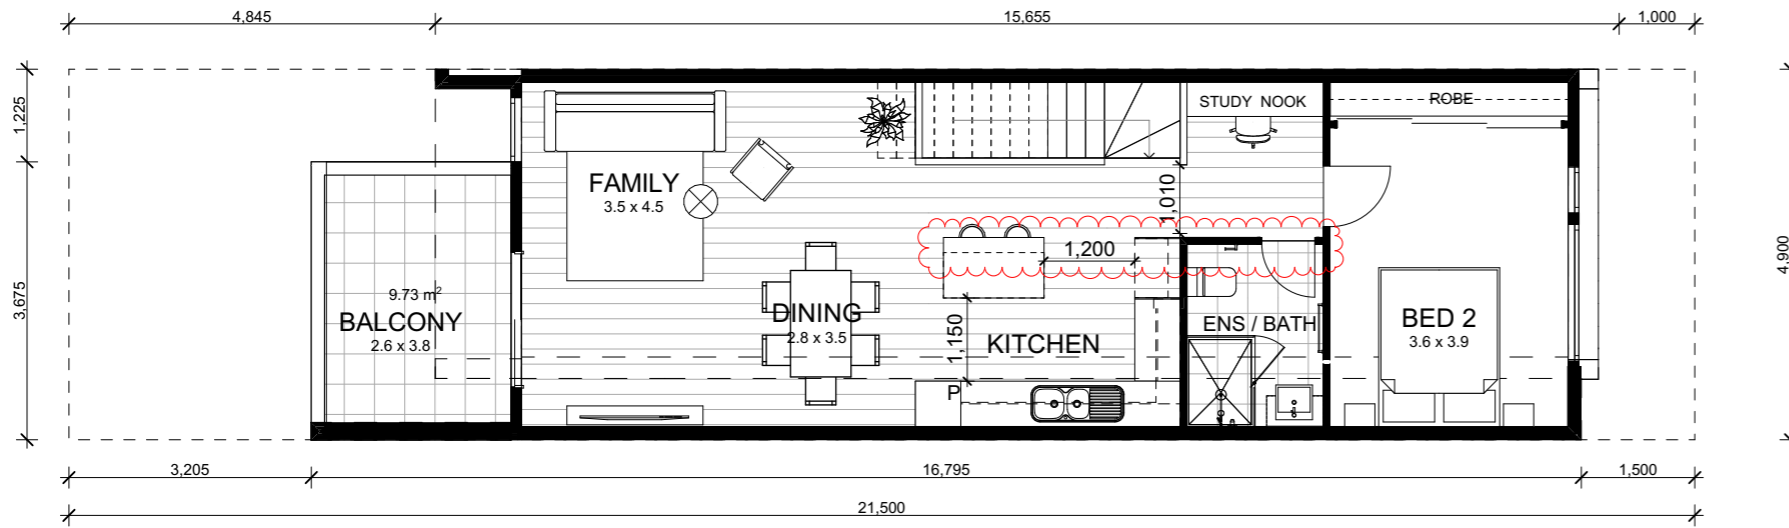 4,845
15,655
1,000
1,225
3,675
4,900
STUDY NOOK
ROBE
FAMILY
3.5 x 4.5
1,010
1,200
9.73 m²
BALCONY
2.6 x 3.8
DINING
2.8 x 3.5
1,150
KITCHEN
ENS / BATH
BED 2
3.6 x 3.9
P
3,205
16,795
1,500
21,500